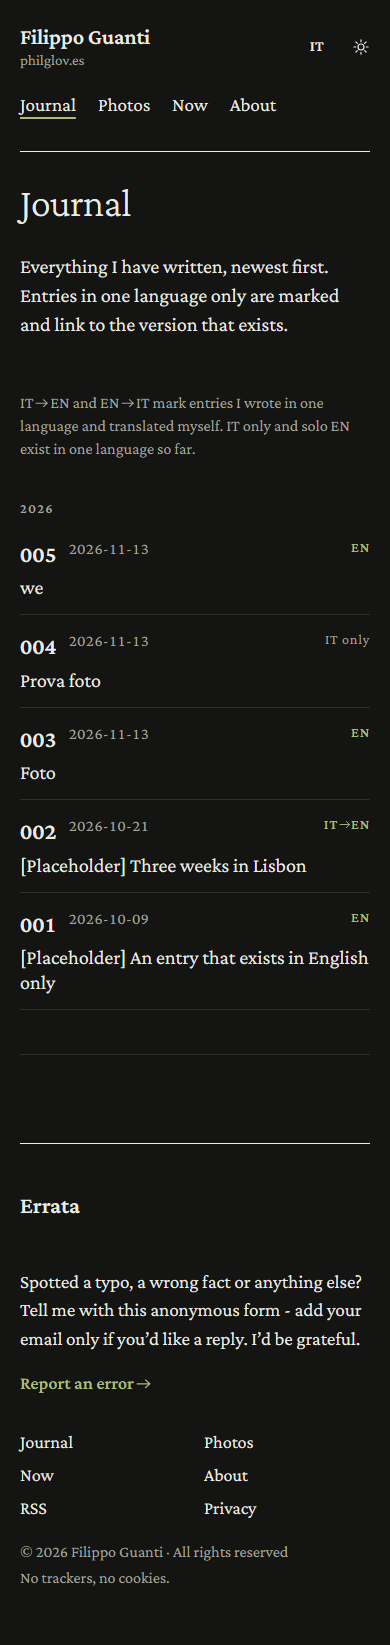 Filippo Guanti
philglov.es
IT
Journal Photos Now About
Journal
Everything I have written, newest first.
Entries in one language only are marked
and link to the version that exists.
IT→EN and EN→IT mark entries I wrote in one
language and translated myself. IT only and solo EN
exist in one language so far.
2026
005 2026-11-13 EN
we
004 2026-11-13 IT only
Prova foto
003 2026-11-13 EN
Foto
002 2026-10-21 IT→EN
[Placeholder] Three weeks in Lisbon
001 2026-10-09 EN
[Placeholder] An entry that exists in English
only
Errata
Spotted a typo, a wrong fact or anything else?
Tell me with this anonymous form - add your
email only if you’d like a reply. I’d be grateful.
Report an error→
Journal Photos
Now About
RSS Privacy
© 2026 Filippo Guanti · All rights reserved
No trackers, no cookies.